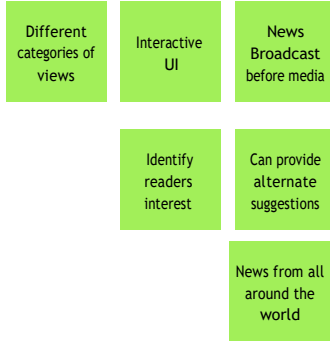 Different
categories of
views
Interactive
UI
News
Broadcast
before media
Identify
readers
interest
Can provide
alternate
suggestions
News from all
around the
world